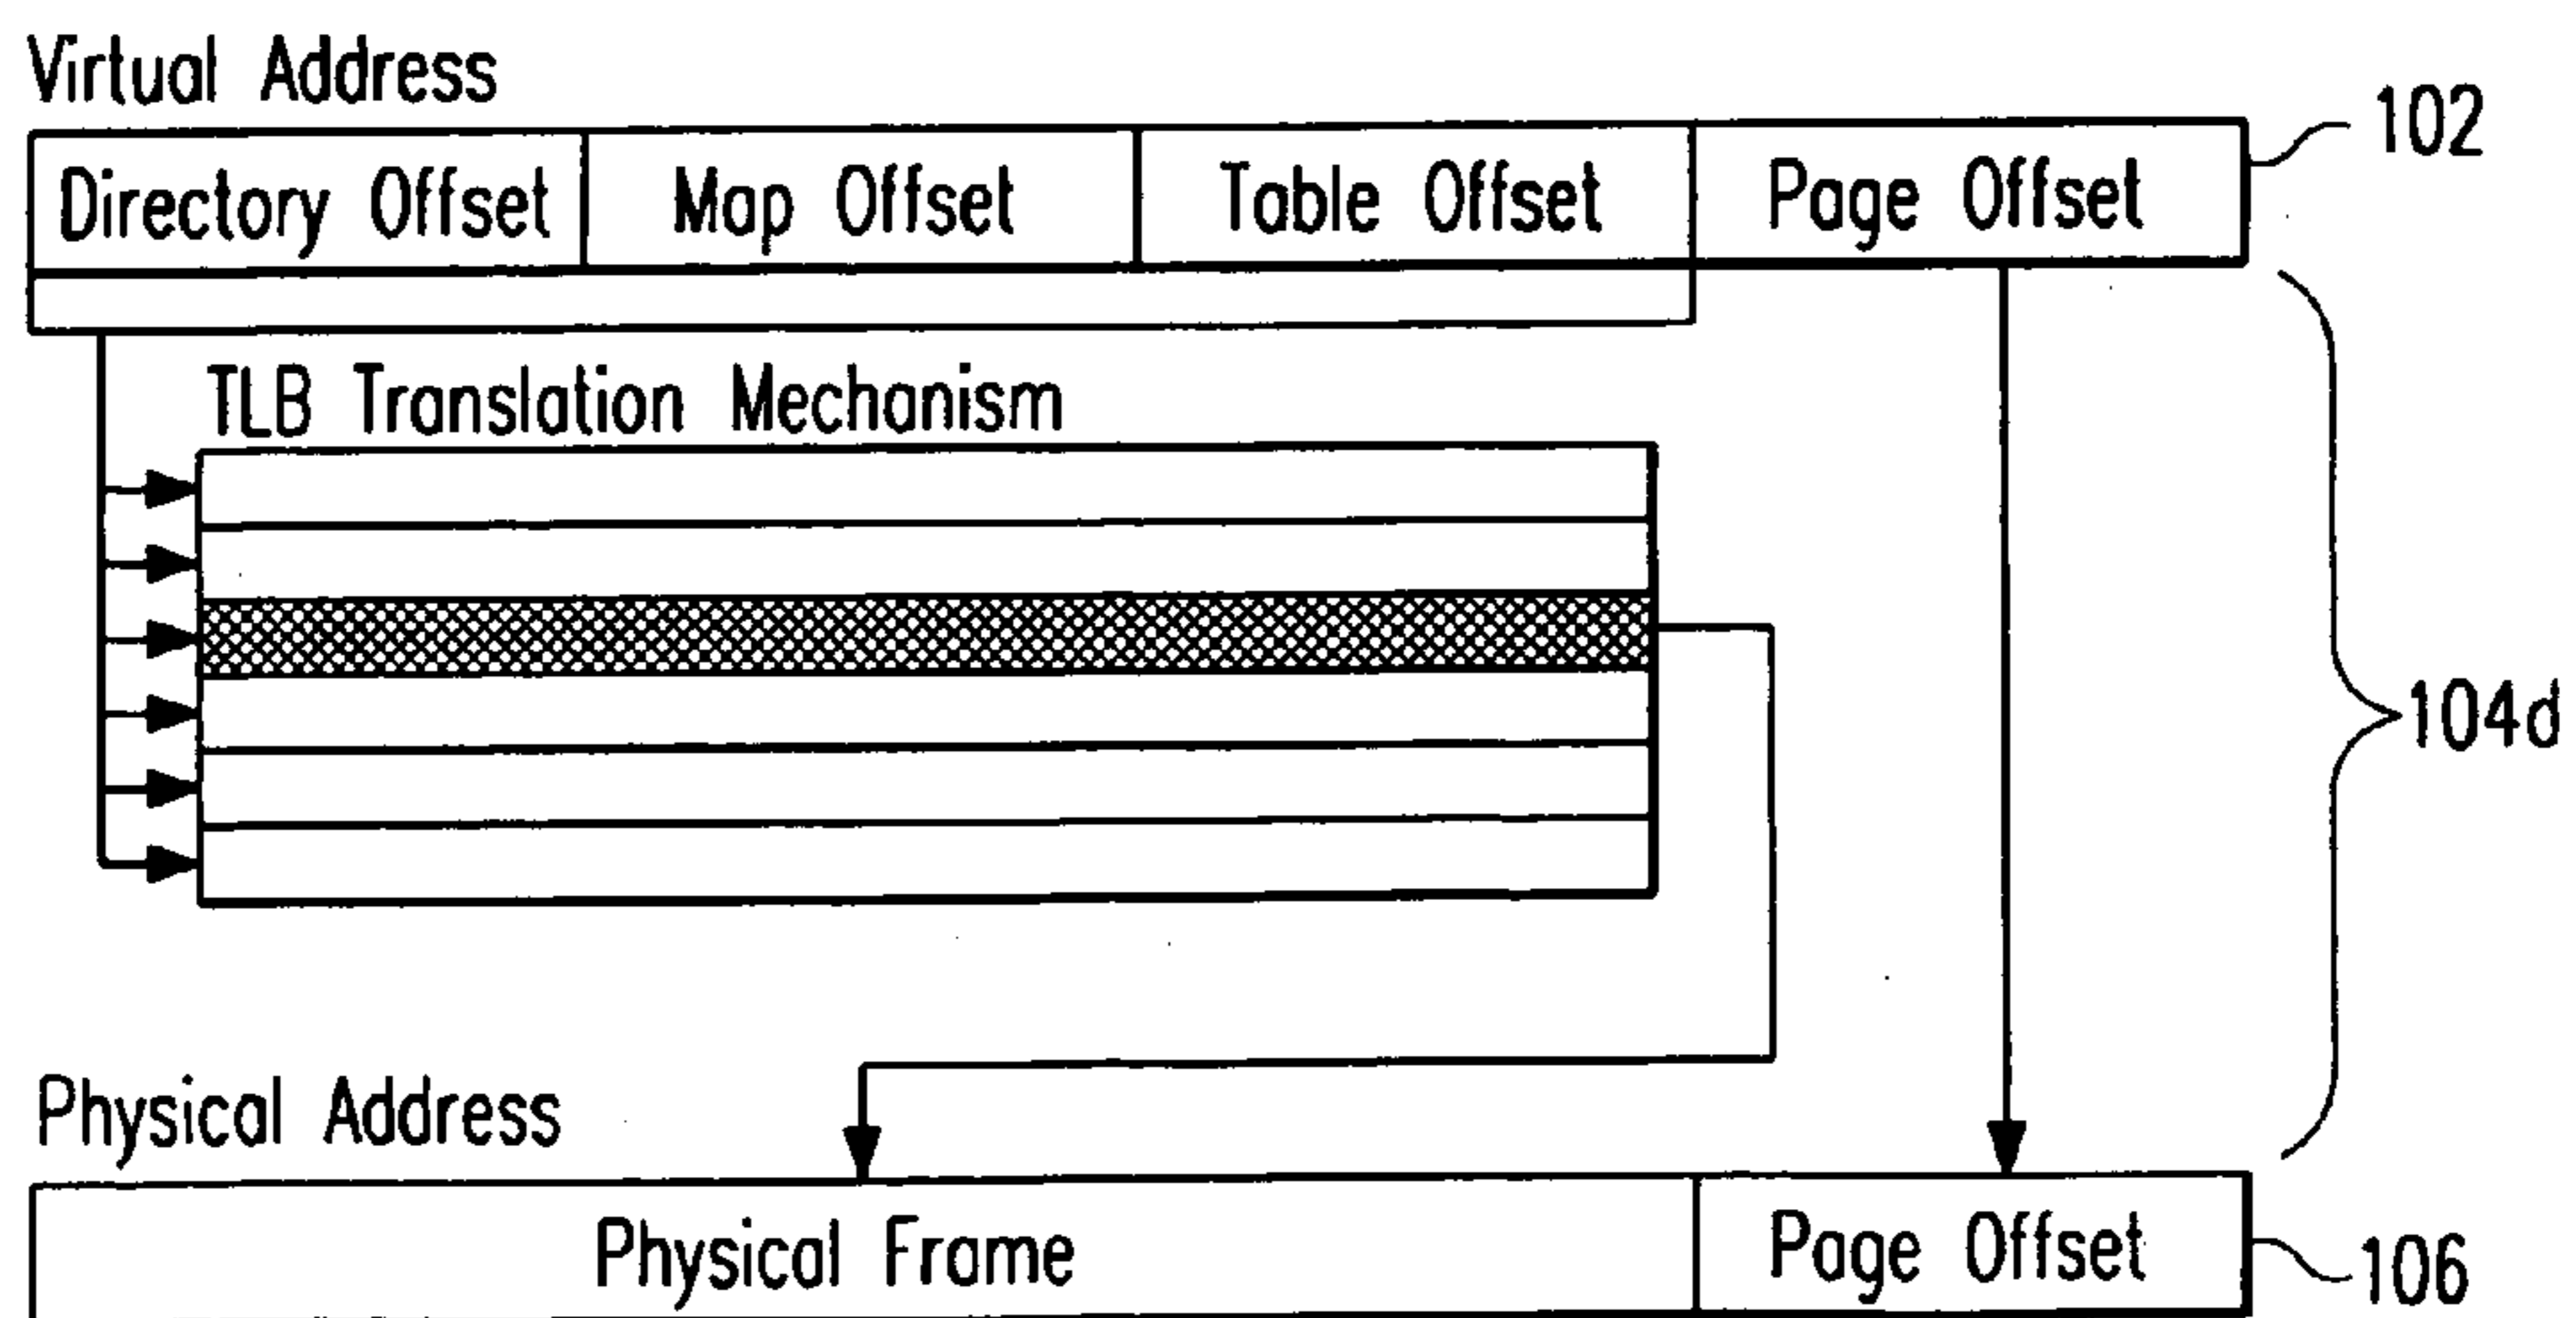 Virtual Address
102
Directory Offset Map Offset Table Offset Page Offset
TLB Translation Mechanism
104d
Physical Address
Physical Frame Page Offset
106